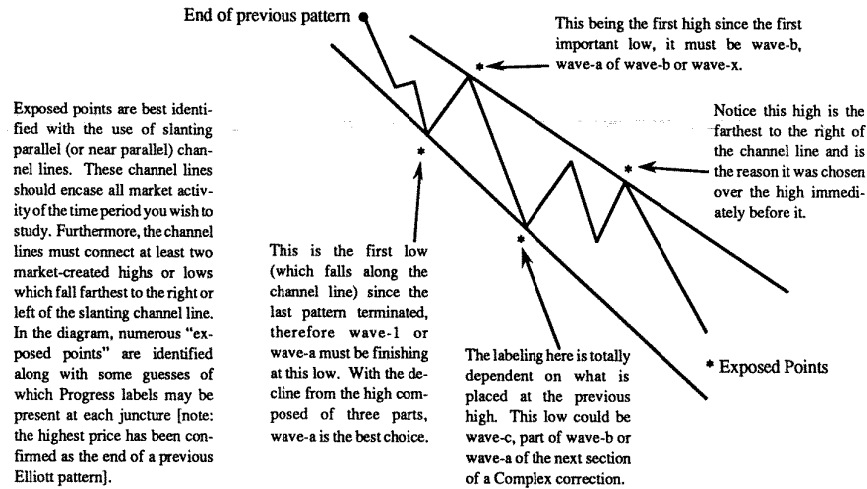 End of previous pattern
This being the first high since the first
important low, it must be wave-b,
wave-a of wave-b or wave-x.
Exposed points are best identi-
fied with the use of slanting
parallel (or near parallel) chan-
nel lines. These channel lines
should encase all market activ-
ity of the time period you wish to
study. Furthermore, the channel
lines must connect at least two
market-created highs or lows
which fall farthest to the right or
left of the slanting channel line.
In the diagram, numerous "ex-
posed points" are identified
along with some guesses of
which Progress labels may be
present at each juncture [note:
the highest price has been con-
firmed as the end of a previous
Elliott pattern].
Notice this high is the
farthest to the right of
the channel line and is
the reason it was chosen
over the high immedi-
ately before it.
This is the first low
(which falls along the
channel line) since the
last pattern terminated,
therefore wave-1 or
wave-a must be finishing
at this low. With the de-
cline from the high com-
posed of three parts,
wave-a is the best choice.
The labeling here is totally
dependent on what is
placed at the previous
high. This low could be
wave-c, part of wave-b or
wave-a of the next section
of a Complex correction.
* Exposed Points